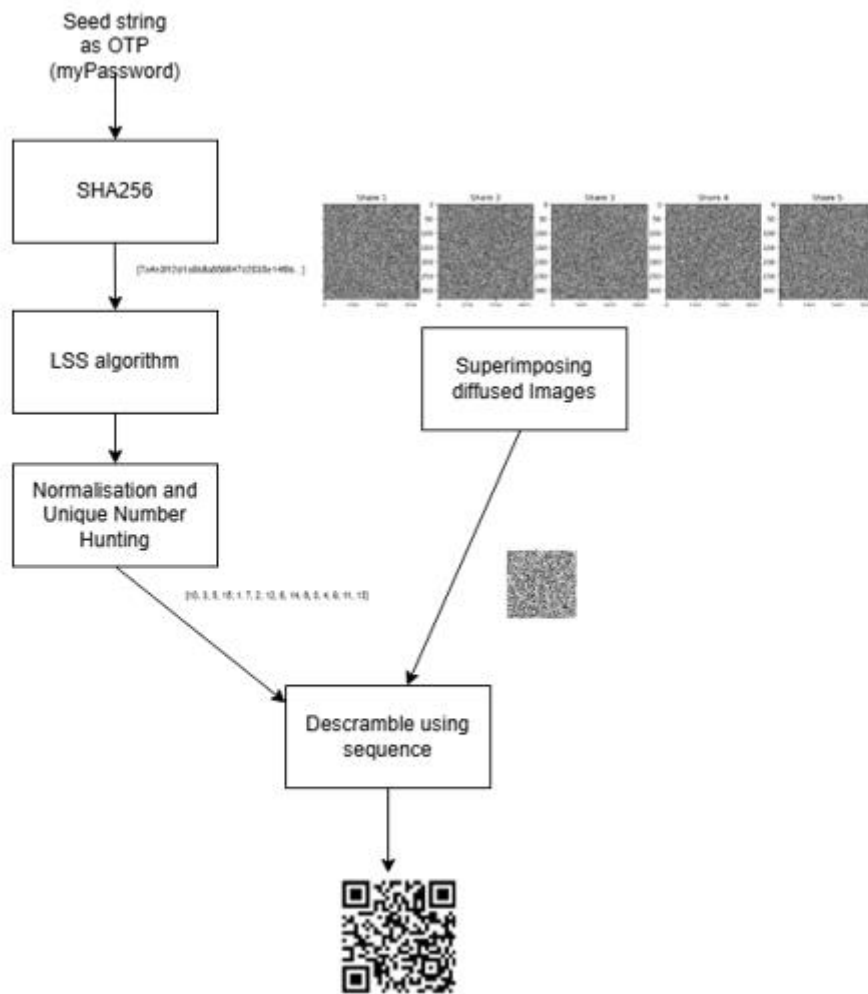 Seed string
as OTP
(myPassword)
SHA256
Share 1
Share 2
Share 3
Share 4
Share 5
LSS algorithm
Superimposing
diffused Images
Normalisation and
Unique Number
Hunting
Descramble using
sequence